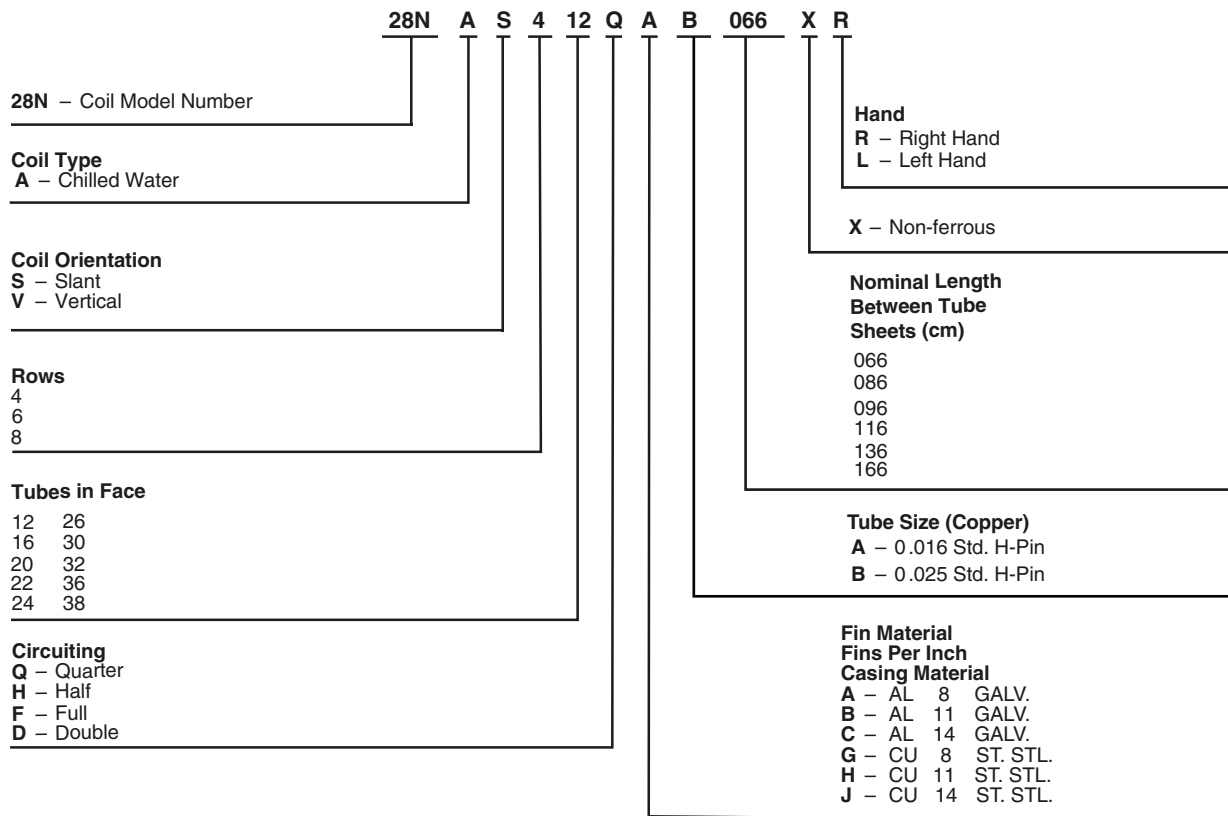 28N A S 4 12 Q A B 066 X R
28N – Coil Model Number
Coil Type
A – Chilled Water
Coil Orientation
S – Slant
V – Vertical
Rows
4
6
8
Tubes in Face
12 26
16 30
20 32
22 36
24 38
Circuiting
Q – Quarter
H – Half
F – Full
D – Double
Hand
R – Right Hand
L – Left Hand
X – Non-ferrous
Nominal Length
Between Tube
Sheets (cm)
066
086
096
116
136
166
Tube Size (Copper)
A – 0.016 Std. H-Pin
B – 0.025 Std. H-Pin
Fin Material
Fins Per Inch
Casing Material
A – AL 8 GALV.
B – AL 11 GALV.
C – AL 14 GALV.
G – CU 8 ST. STL.
H – CU 11 ST. STL.
J – CU 14 ST. STL.